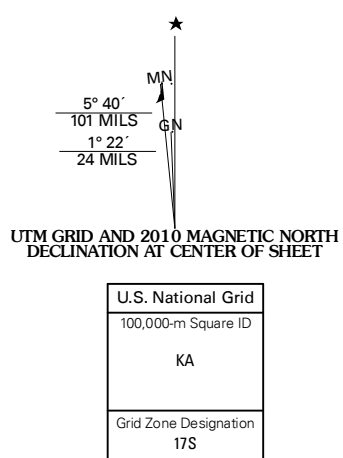 ★
MN
5° 40´
101 MILS
GN
1° 22´
24 MILS
UTM GRID AND 2010 MAGNETIC NORTH
DECLINATION AT CENTER OF SHEET
U.S. National Grid
100,000-m Square ID
KA
Grid Zone Designation
17S